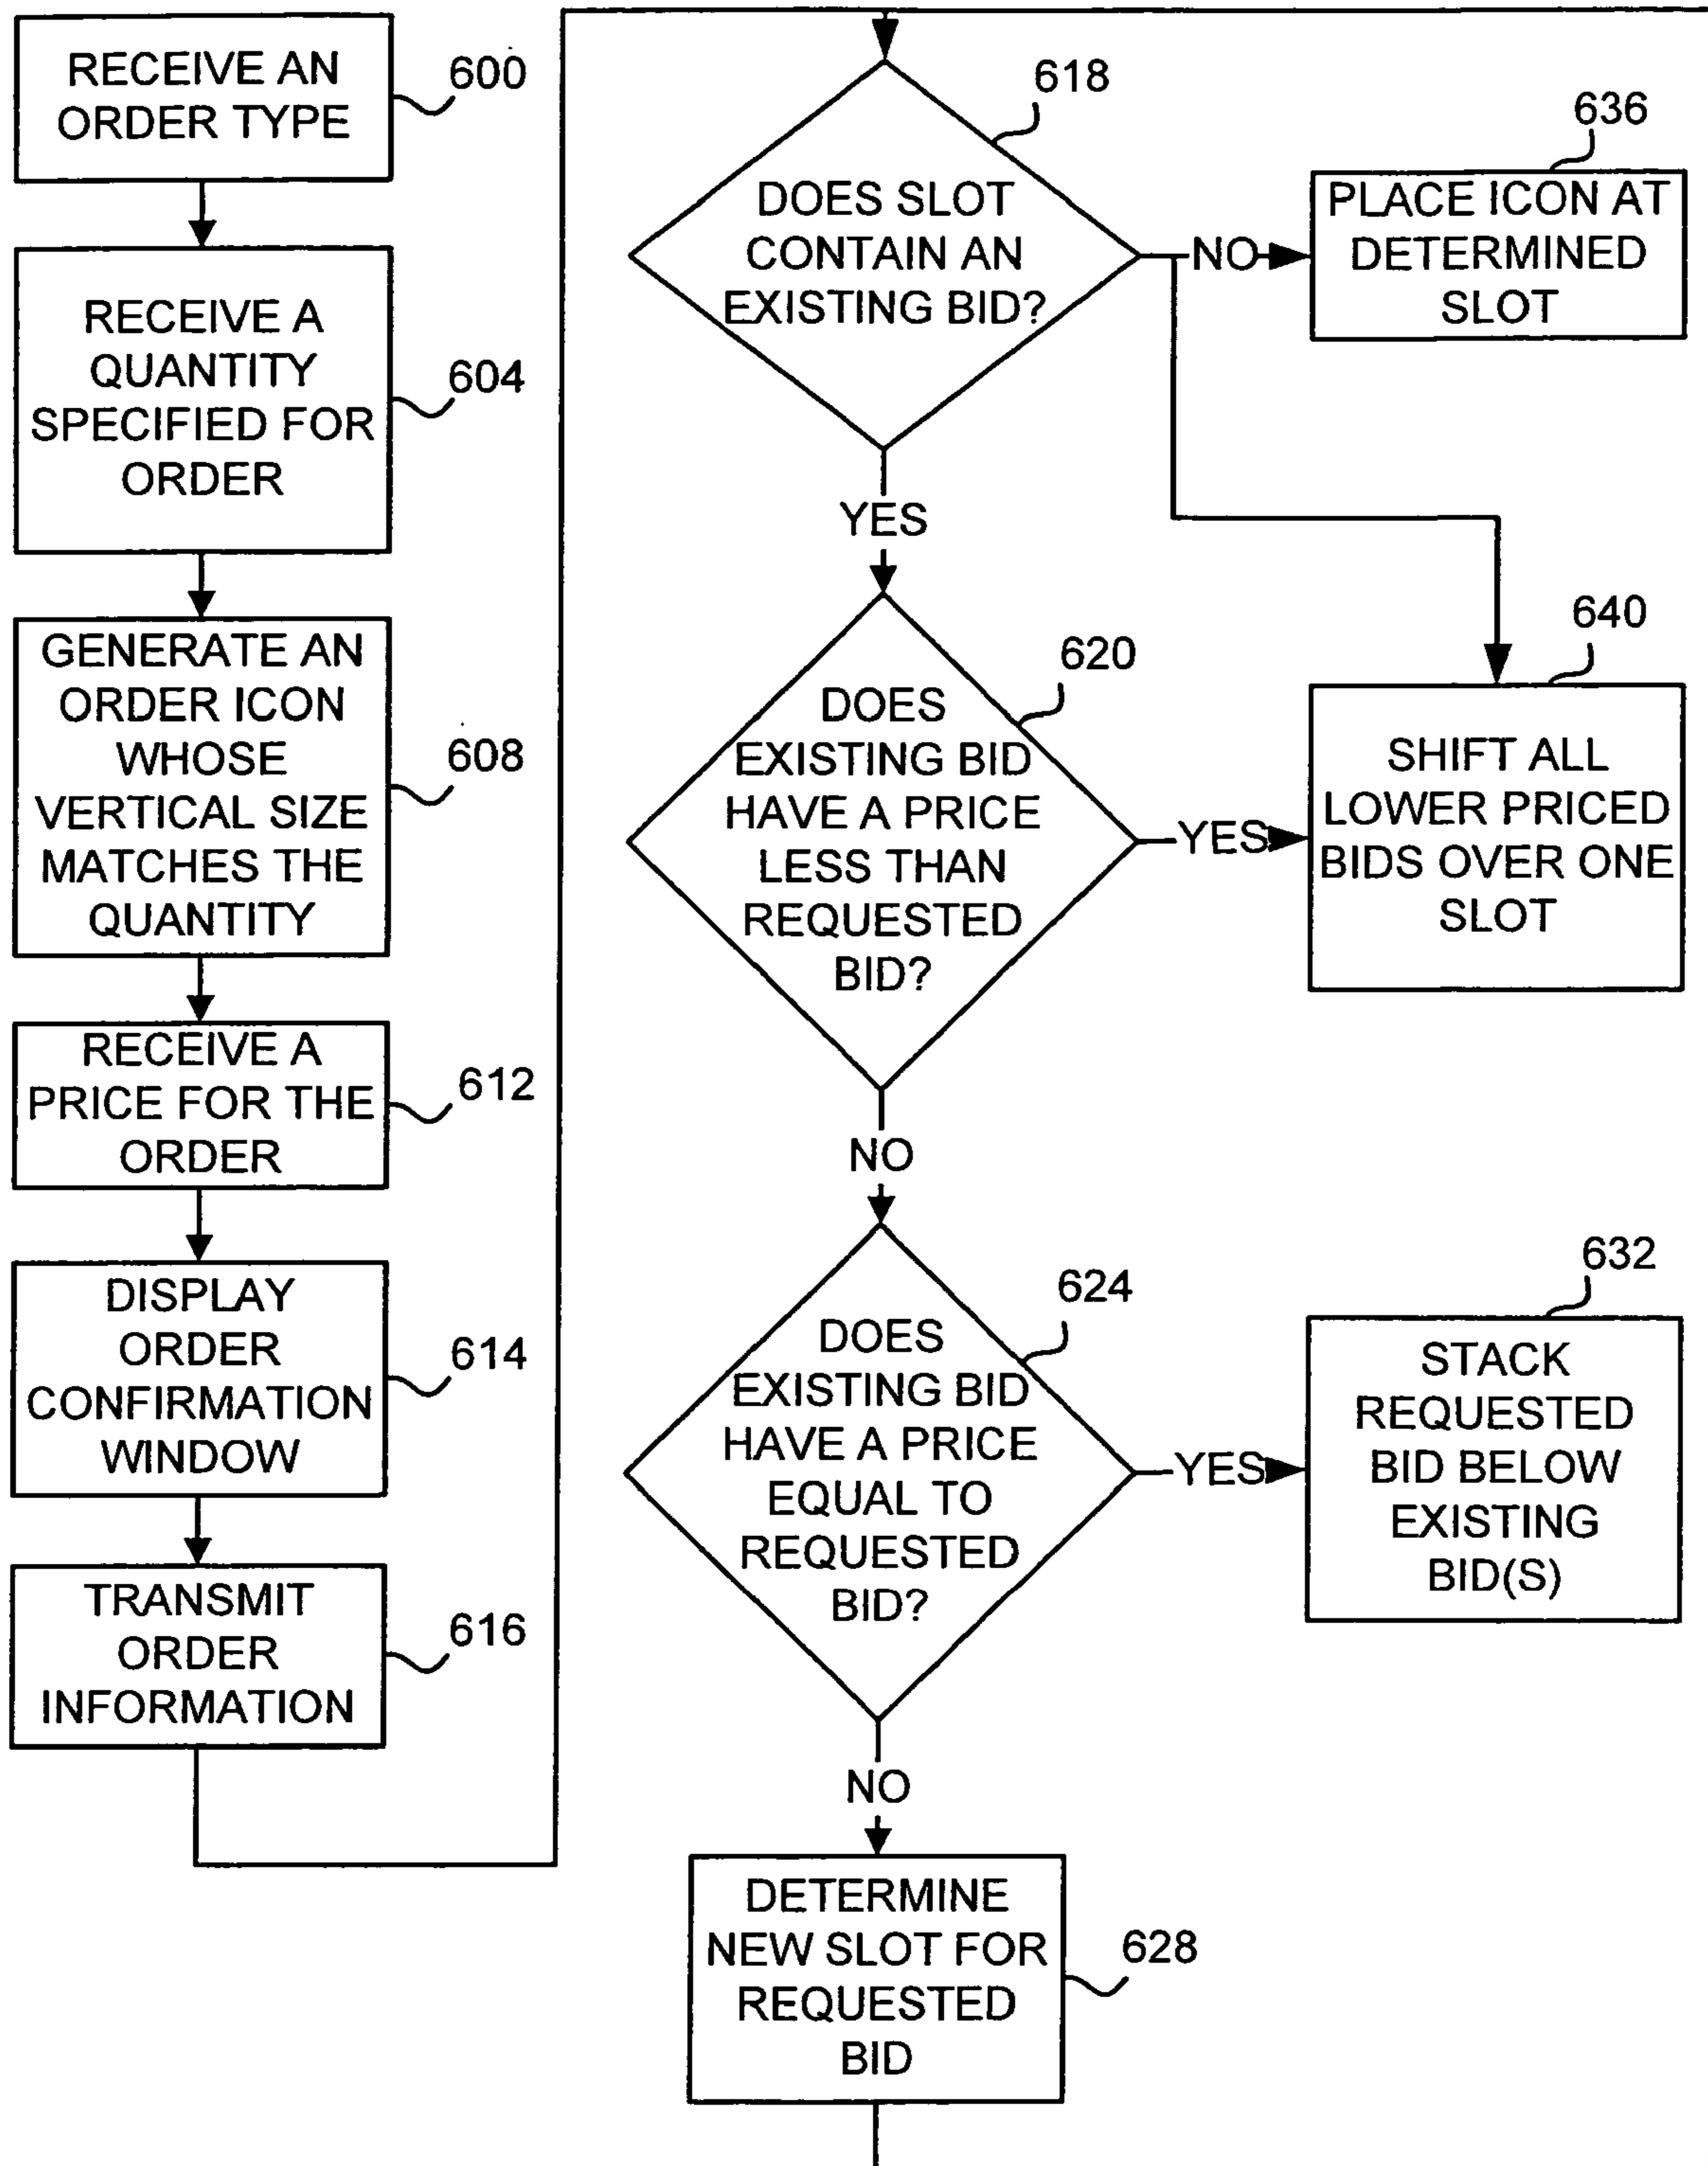 RECEIVE AN
ORDER TYPE
600
RECEIVE A
QUANTITY
SPECIFIED FOR
ORDER
604
GENERATE AN
ORDER ICON
WHOSE
VERTICAL SIZE
MATCHES THE
QUANTITY
608
RECEIVE A
PRICE FOR THE
ORDER
612
DISPLAY
ORDER
CONFIRMATION
WINDOW
614
TRANSMIT
ORDER
INFORMATION
616
618
DOES SLOT
CONTAIN AN
EXISTING BID?
NO
636
PLACE ICON AT
DETERMINED
SLOT
YES
620
DOES
EXISTING BID
HAVE A PRICE
LESS THAN
REQUESTED
BID?
YES
640
SHIFT ALL
LOWER PRICED
BIDS OVER ONE
SLOT
NO
624
DOES
EXISTING BID
HAVE A PRICE
EQUAL TO
REQUESTED
BID?
YES
632
STACK
REQUESTED
BID BELOW
EXISTING
BID(S)
NO
DETERMINE
NEW SLOT FOR
REQUESTED
BID
628